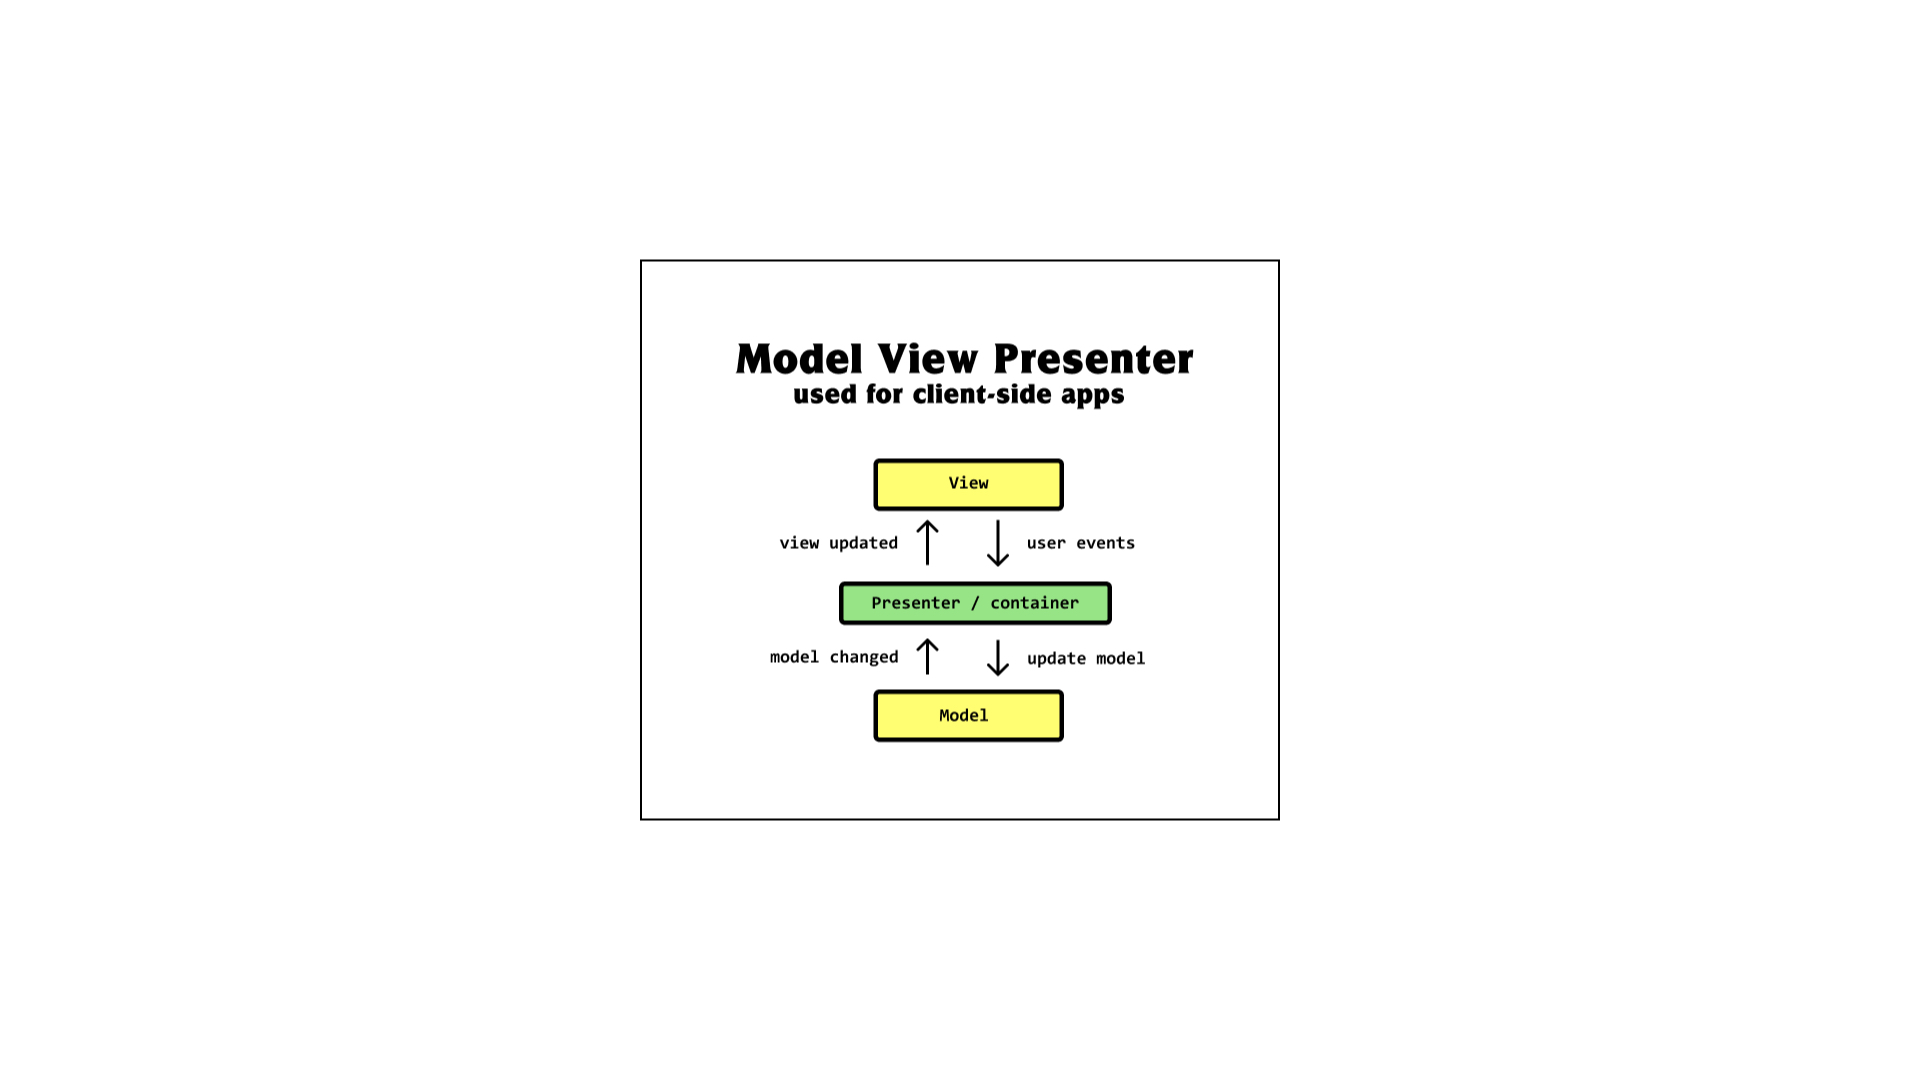 Model View Presenter
used for client-side apps
View
view updated
user events
Presenter / container
model changed
update model
Model